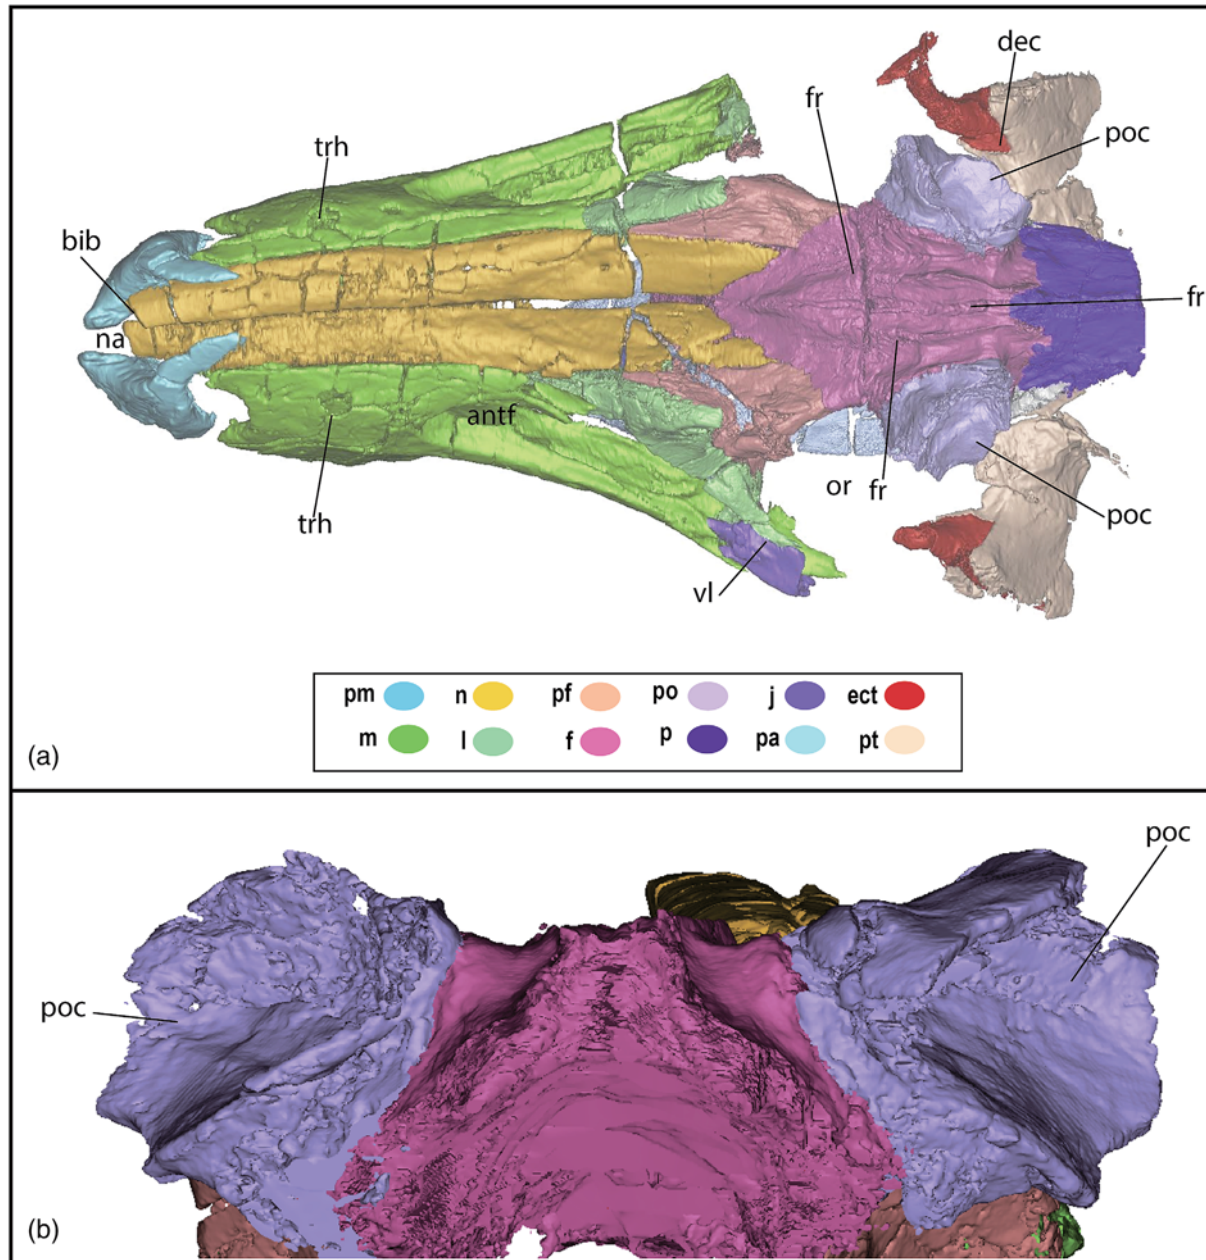 dec
fr
poc
trh
bib
fr
na
antf
or fr
poc
trh
vl
pm n pf po j ect
m l f p pa pt
(a)
poc
poc
(b)